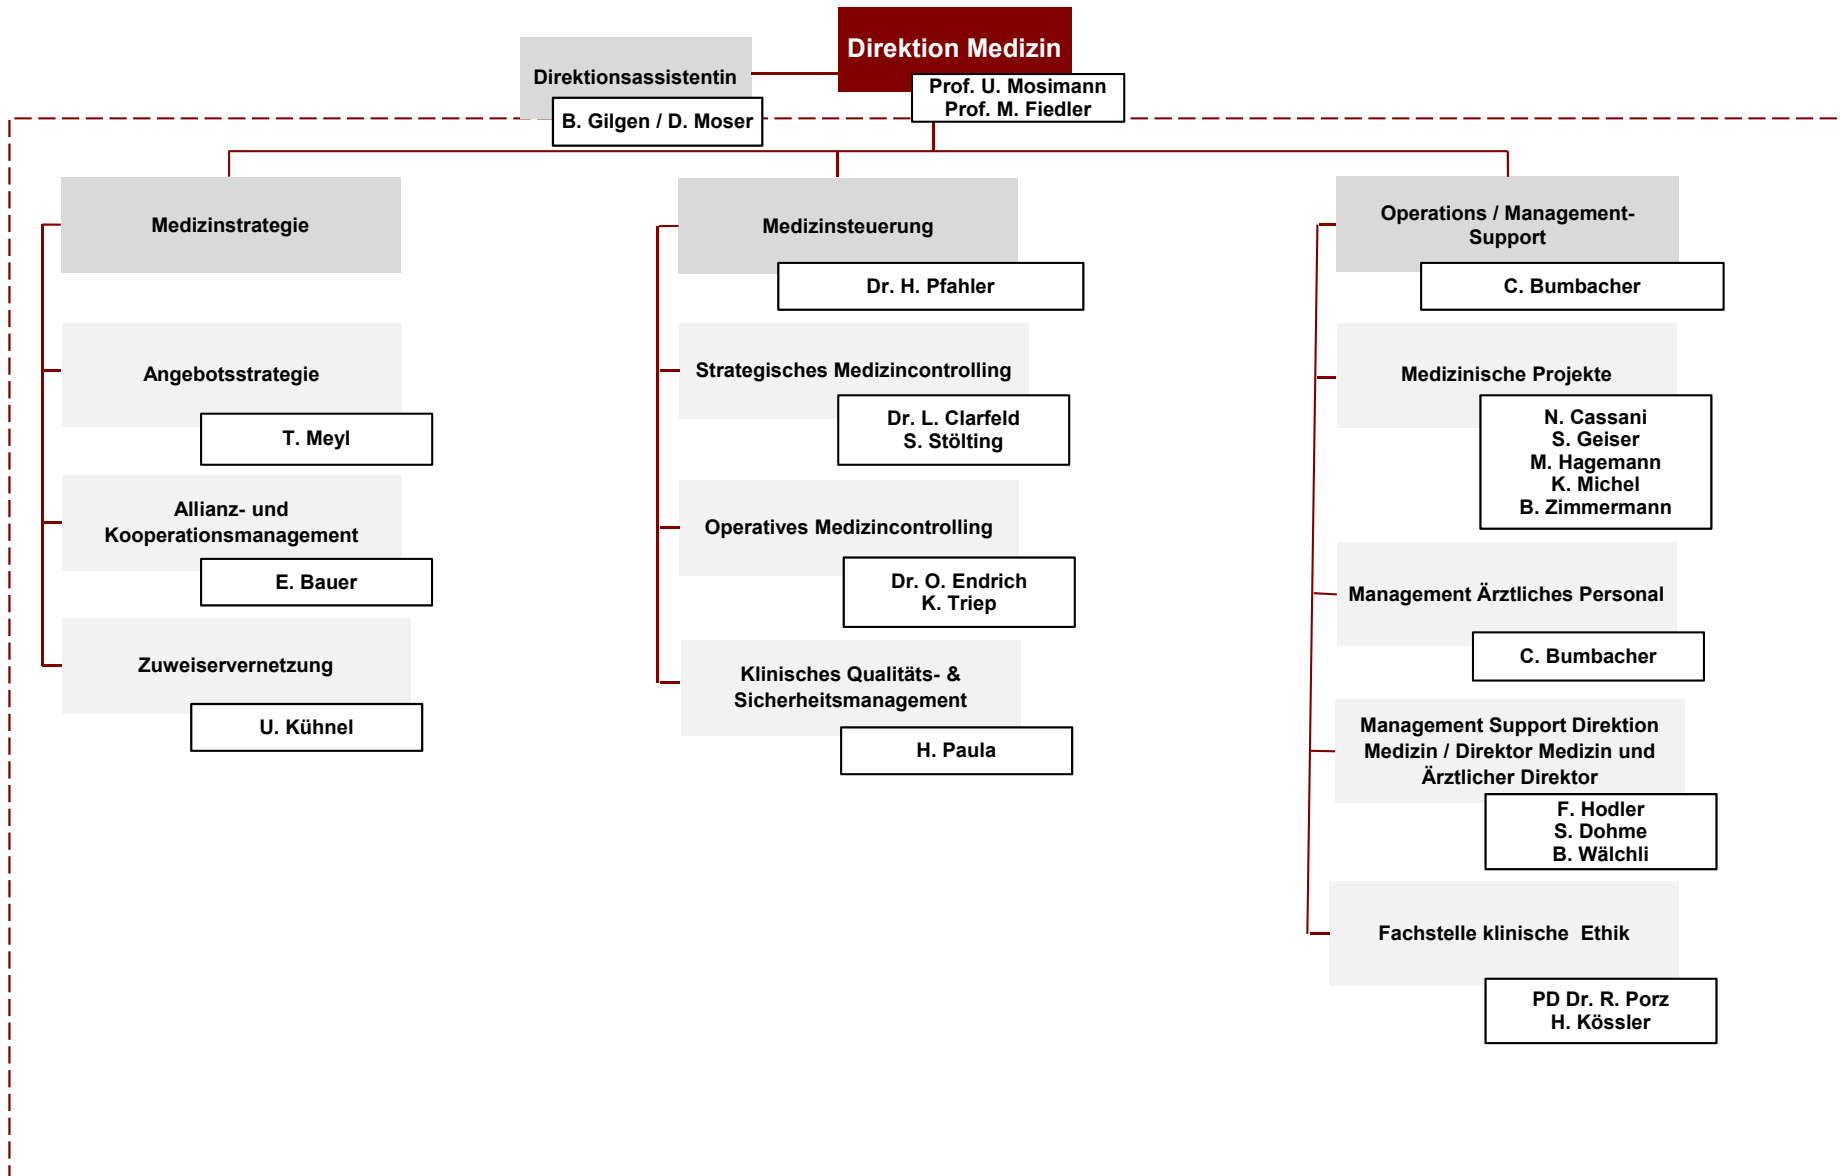 Direktion Medizin
Prof. U. Mosimann
Prof. M. Fiedler
Direktionsassistentin
B. Gilgen / D. Moser
Medizinstrategie
Angebotsstrategie
T. Meyl
Allianz- und
Kooperationsmanagement
E. Bauer
Zuweiservernetzung
U. Kühnel
Medizinsteuerung
Dr. H. Pfahler
Strategisches Medizincontrolling
Dr. L. Clarfeld
S. Stölting
Operatives Medizincontrolling
Dr. O. Endrich
K. Triep
Klinisches Qualitäts- &
Sicherheitsmanagement
H. Paula
Operations / Management-
Support
C. Bumbacher
Medizinische Projekte
N. Cassani
S. Geiser
M. Hagemann
K. Michel
B. Zimmermann
Management Ärztliches Personal
C. Bumbacher
Management Support Direktion
Medizin / Direktor Medizin und
Ärztlicher Direktor
F. Hodler
S. Dohme
B. Wälchli
Fachstelle klinische Ethik
PD Dr. R. Porz
H. Kössler